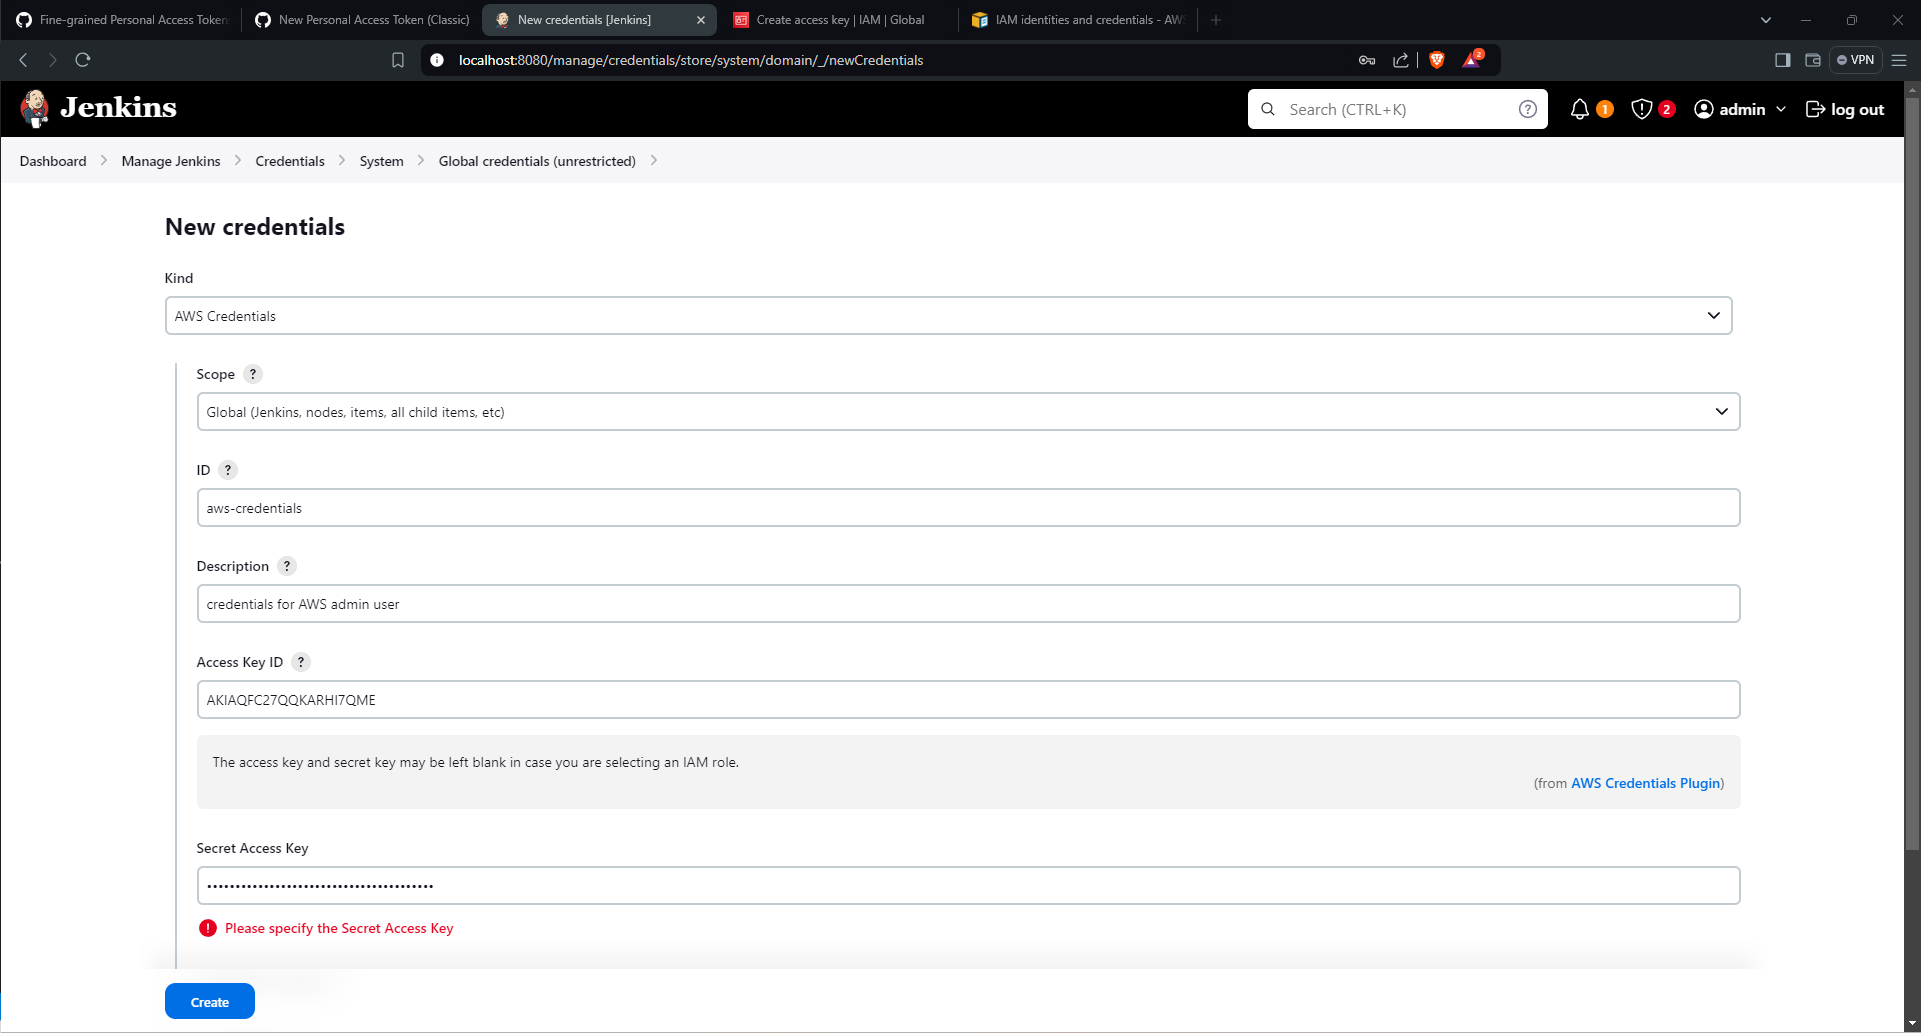 Fine-grained Personal Access Token
New Personal Access Token (Classic)
New credentials [Jenkins]
Create access key | IAM | Global
IAM identities and credentials - AWS
localhost:8080/manage/credentials/store/system/domain/_/newCredentials
2
VPN
Jenkins
Search (CTRL+K)
?
1
2
admin
log out
Dashboard
Manage Jenkins
Credentials
System
Global credentials (unrestricted)
New credentials
Kind
AWS Credentials
Scope ?
Global (Jenkins, nodes, items, all child items, etc)
ID ?
aws-credentials
Description ?
credentials for AWS admin user
Access Key ID ?
AKIAQFC27QQKARHI7QME
The access key and secret key may be left blank in case you are selecting an IAM role.
(from AWS Credentials Plugin)
Secret Access Key
Please specify the Secret Access Key
Create